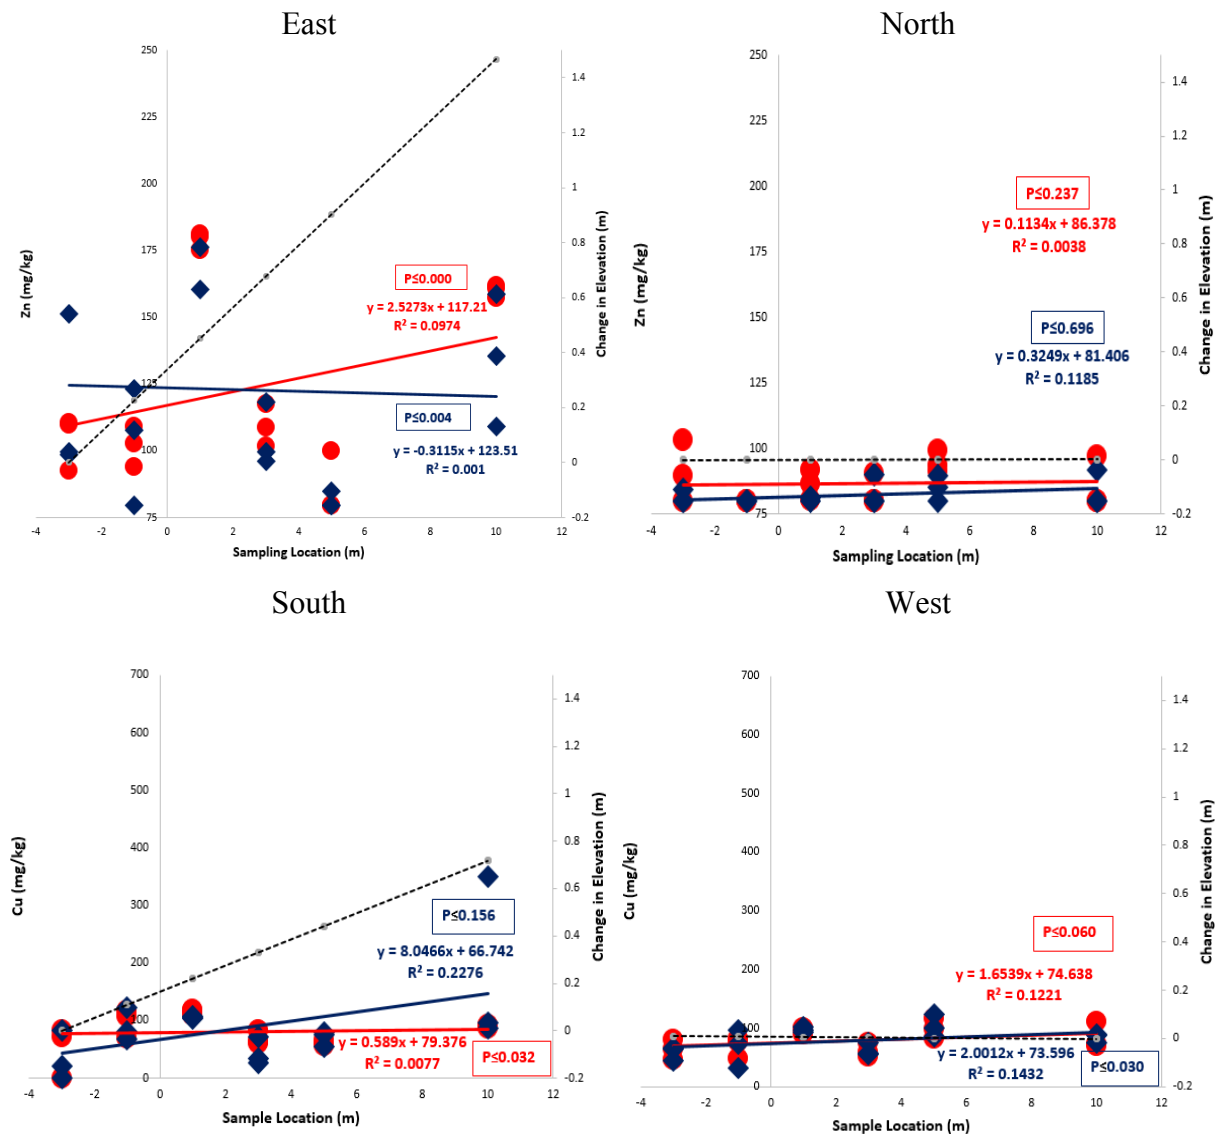 East
North
250
225
200
175
150
125
100
75
1.4
1.2
1
0.8
0.6
0.4
0.2
0
-0.2
-4
-2
0
2
4
6
8
10
12
Zn (mg/kg)
Change in Elevation (m)
Sampling Location (m)
P≤0.000
y = 2.5273x + 117.21
R² = 0.0974
P≤0.004
y = -0.3115x + 123.51
R² = 0.001
250
225
200
175
150
125
100
75
1.4
1.2
1
0.8
0.6
0.4
0.2
0
-0.2
-4
-2
0
2
4
6
8
10
12
Zn (mg/kg)
Change in Elevation (m)
Sampling Location (m)
P≤0.237
y = 0.1134x + 86.378
R² = 0.0038
P≤0.696
y = 0.3249x + 81.406
R² = 0.1185
South
West
700
600
500
400
300
200
100
0
1.4
1.2
1
0.8
0.6
0.4
0.2
0
-0.2
-4
-2
0
2
4
6
8
10
12
Cu (mg/kg)
Change in Elevation (m)
Sample Location (m)
P≤0.156
y = 8.0466x + 66.742
R² = 0.2276
y = 0.589x + 79.376
R² = 0.0077
P≤0.032
700
600
500
400
300
200
100
0
1.4
1.2
1
0.8
0.6
0.4
0.2
0
-0.2
-4
-2
0
2
4
6
8
10
12
Cu (mg/kg)
Change in Elevation (m)
Sample Location (m)
P≤0.060
y = 1.6539x + 74.638
R² = 0.1221
y = 2.0012x + 73.596
R² = 0.1432
P≤0.030